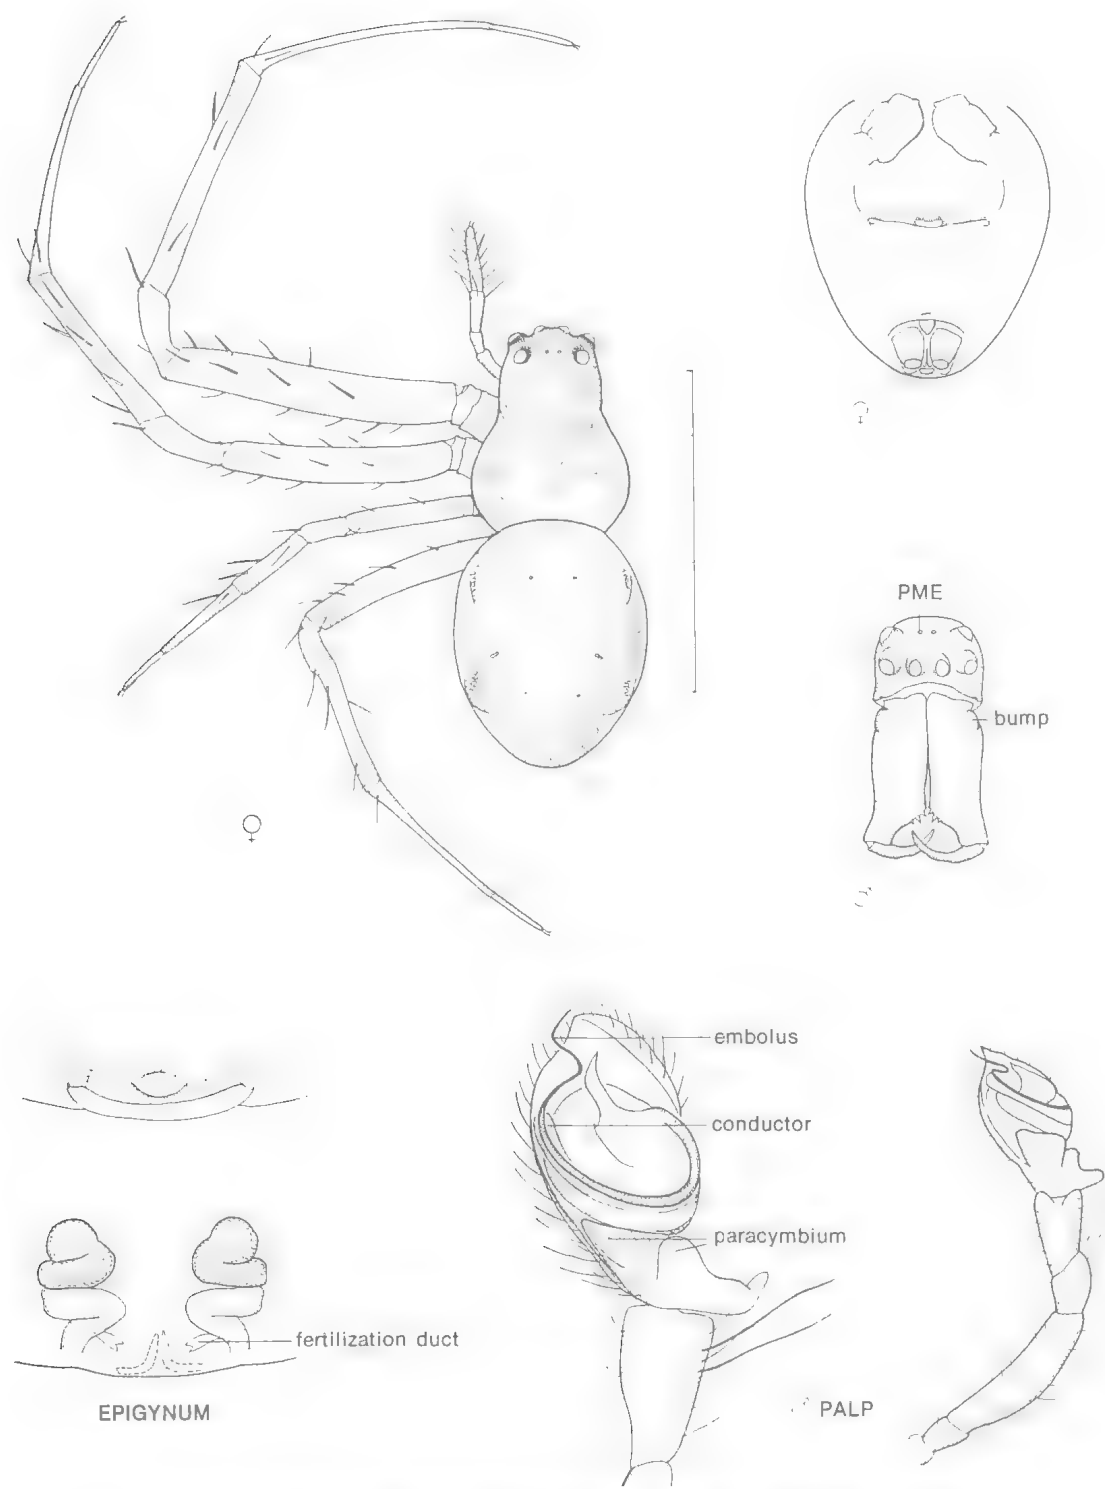 PME
bump
♀
embolus
conductor
paracymbium
fertilization duct
EPIGYNUM
PALP